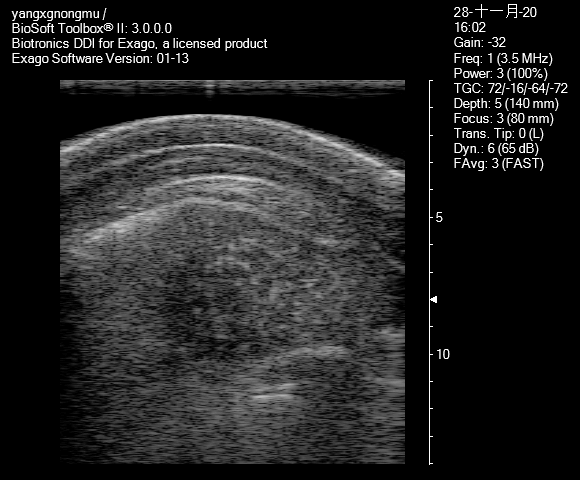 yangxgnongmu /
BioSoft Toolbox® II: 3.0.0.0
Biotronics DDI for Exago, a licensed product
Exago Software Version: 01-13
28-十一月-20
16:02
Gain: -32
Freq: 1 (3.5 MHz)
Power: 3 (100%)
TGC: 72/-16/-64/-72
Depth: 5 (140 mm)
Focus: 3 (80 mm)
Trans. Tip: 0 (L)
Dyn.: 6 (65 dB)
FAvg: 3 (FAST)
5
10